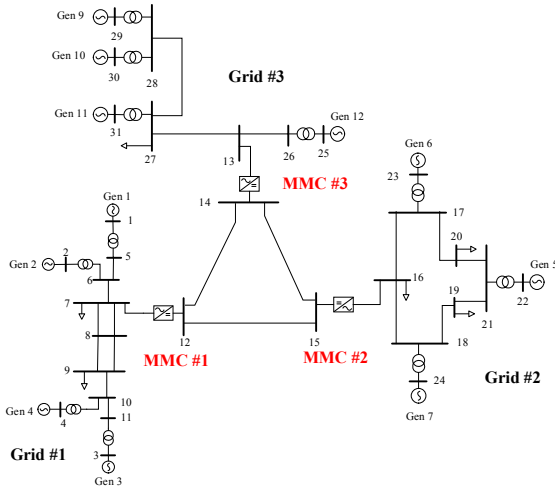 Gen 9
29
Gen 10
30
28
Grid #3
Gen 11
31
27
Gen 12
26
25
13
MMC #3
14
Gen 6
23
17
20
Gen 5
22
16
19
21
18
Gen 1
1
5
Gen 2
2
6
7
8
12
MMC #1
15
MMC #2
9
24
Gen 7
Grid #2
10
Gen 4
4
11
3
Gen 3
Grid #1